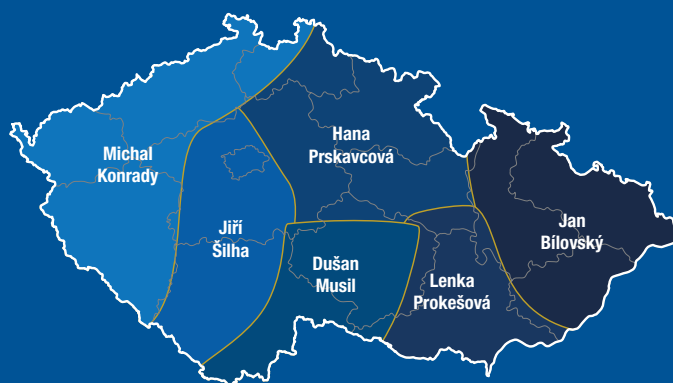 Michal
Konrady
Hana
Prskavcová
Jiří
Šilha
Jan
Bílovský
Dušan
Musil
Lenka
Prokešová